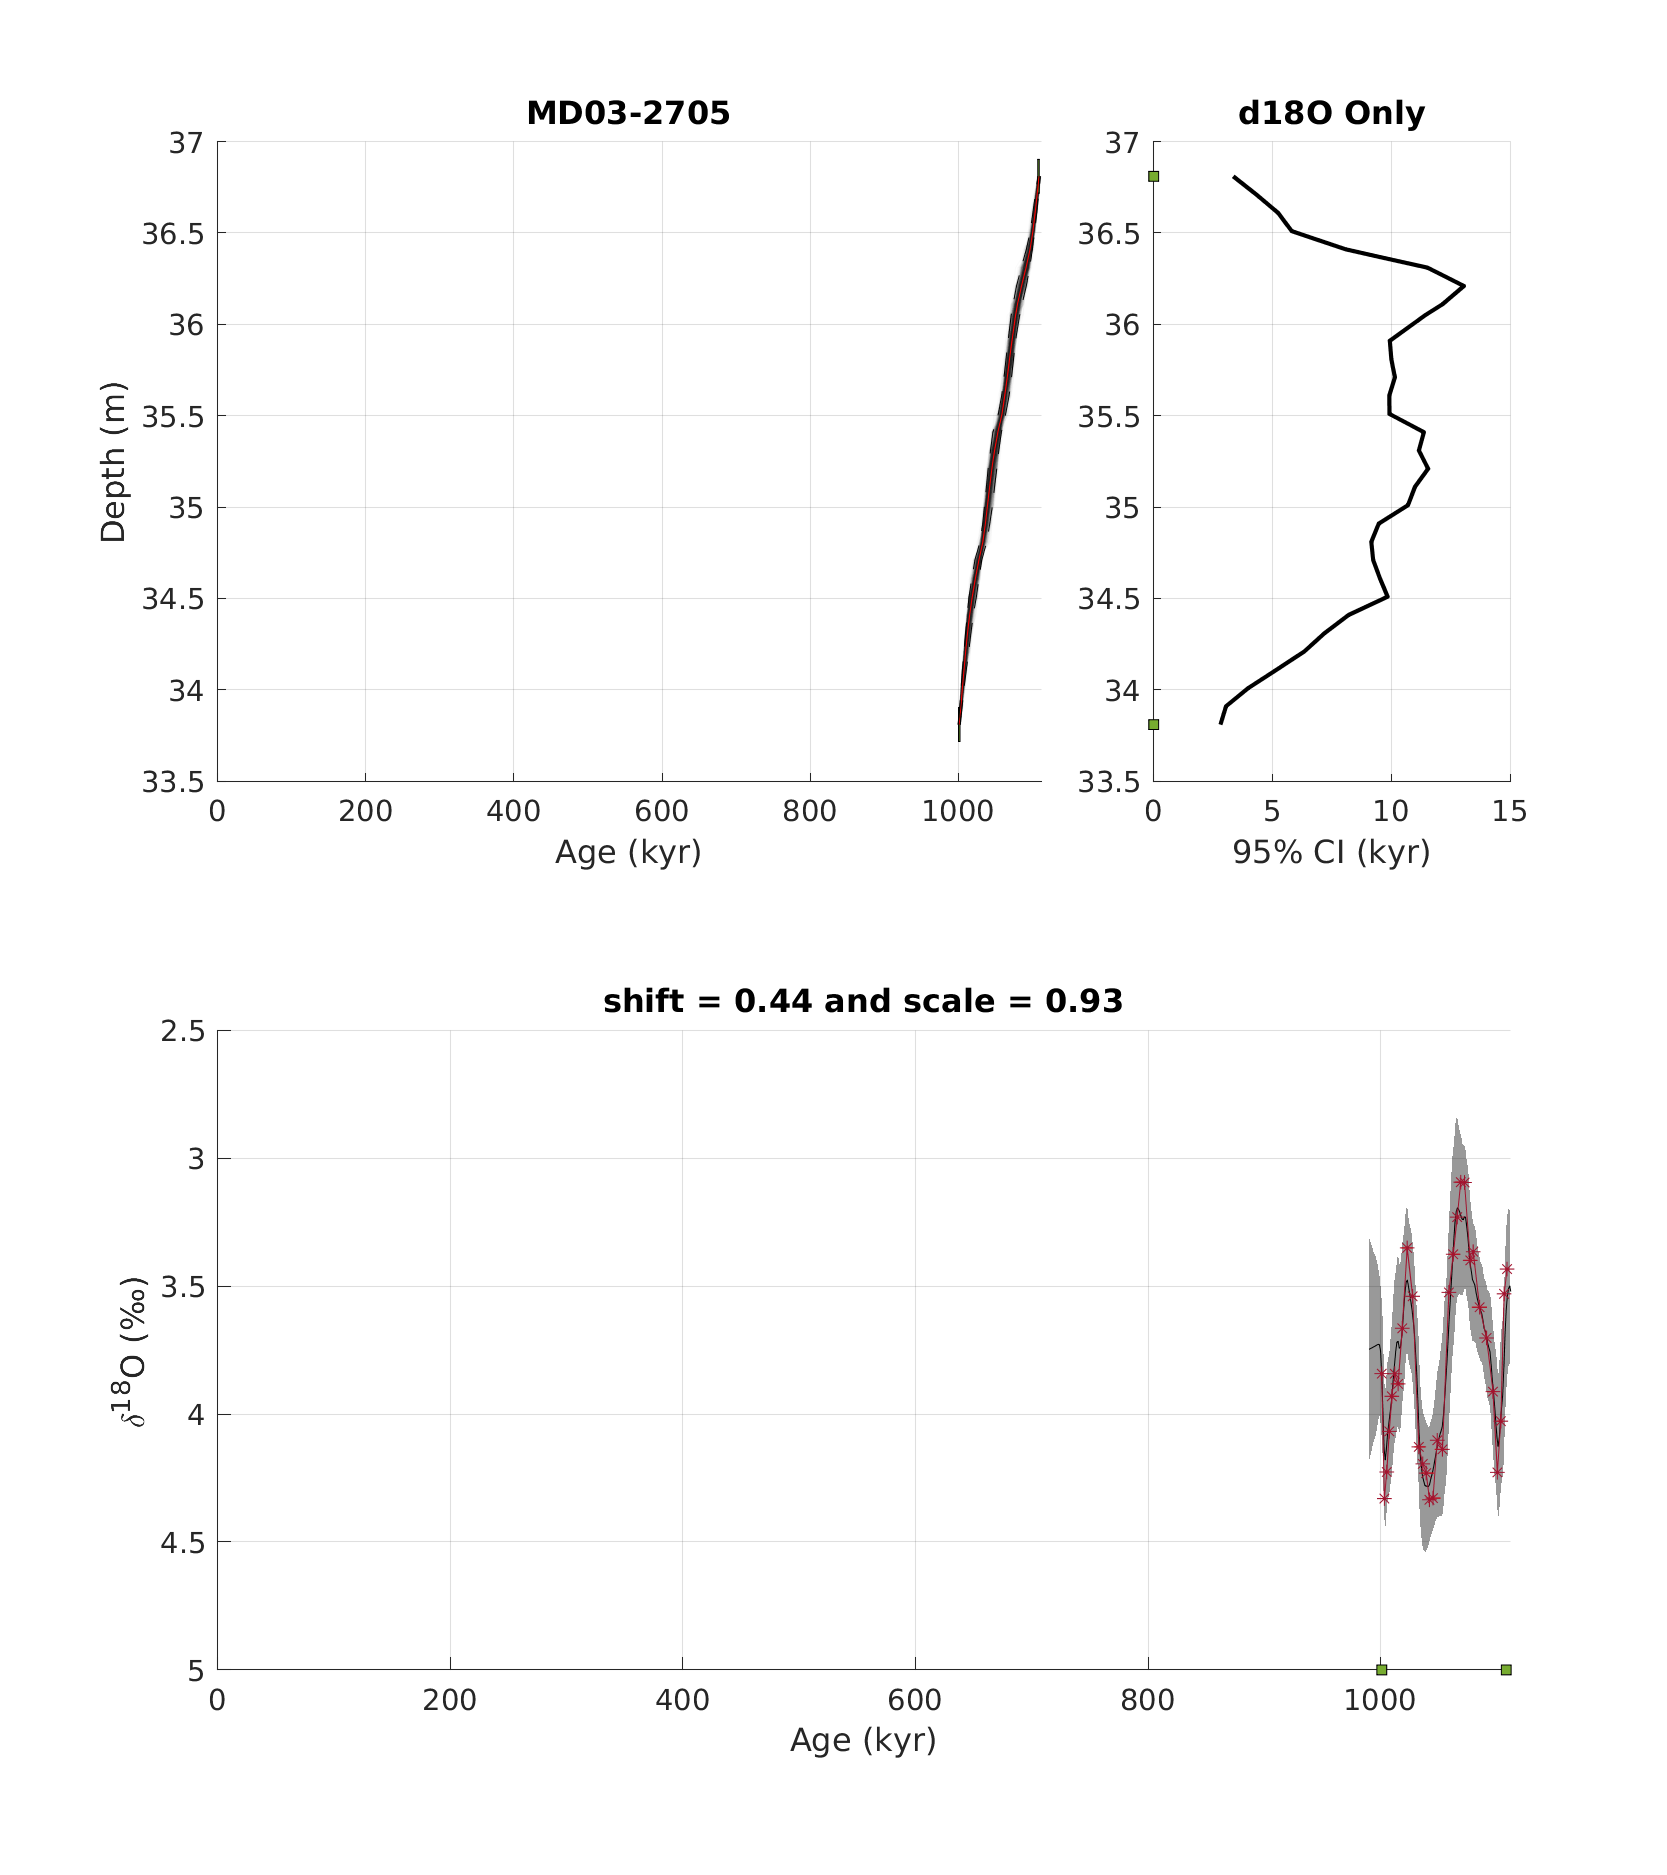 MD03-2705
37
36.5
36
35.5
35
34.5
34
33.5
Depth (m)
0 200 400 600 800 1000
Age (kyr)
d18O Only
37
36.5
36
35.5
35
34.5
34
33.5
0 5 10 15
95% CI (kyr)
shift = 0.44 and scale = 0.93
2.5
3
3.5
4
4.5
5
δ¹⁸O (‰)
0 200 400 600 800 1000
Age (kyr)